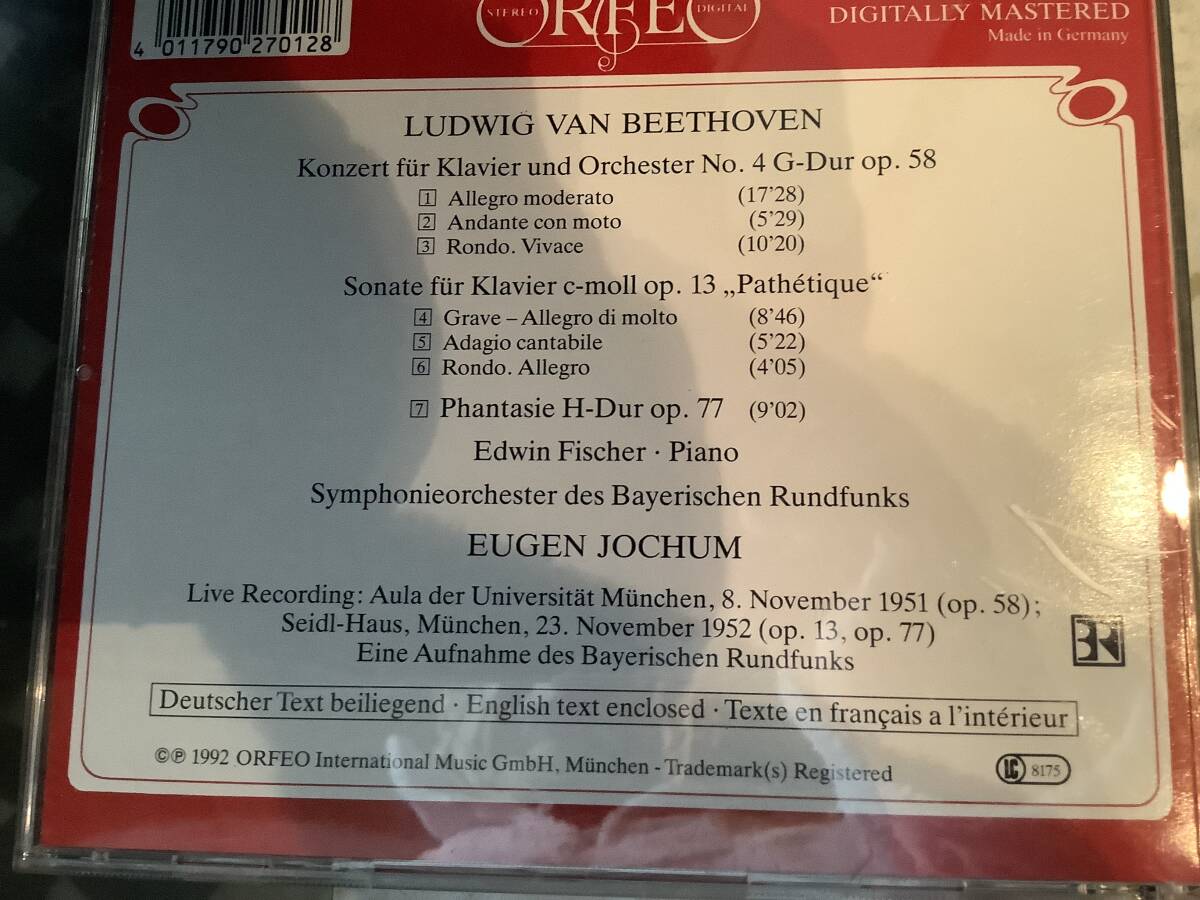 4 011790 270128
STEREO ORFEO DIGITAL
DIGITALLY MASTERED
Made in Germany
LUDWIG VAN BEETHOVEN
Konzert für Klavier und Orchester No. 4 G-Dur op. 58
1 Allegro moderato (17'28)
2 Andante con moto (5'29)
3 Rondo. Vivace (10'20)
Sonate für Klavier c-moll op. 13 „Pathétique“
4 Grave – Allegro di molto (8'46)
5 Adagio cantabile (5'22)
6 Rondo. Allegro (4'05)
7 Phantasie H-Dur op. 77 (9'02)
Edwin Fischer · Piano
Symphonieorchester des Bayerischen Rundfunks
EUGEN JOCHUM
Live Recording: Aula der Universität München, 8. November 1951 (op. 58);
Seidl-Haus, München, 23. November 1952 (op. 13, op. 77)
Eine Aufnahme des Bayerischen Rundfunks
BR
Deutscher Text beiliegend · English text enclosed · Texte en français a l'intérieur
©℗ 1992 ORFEO International Music GmbH, München - Trademark(s) Registered
LC 8175